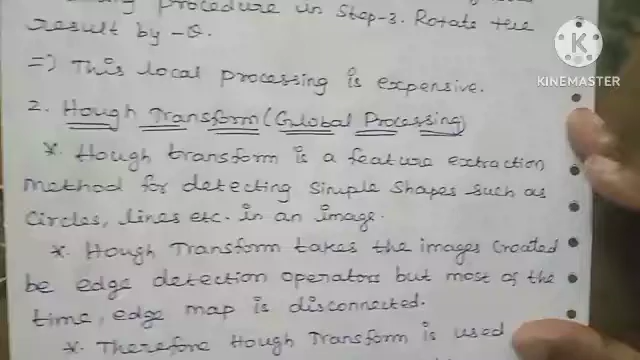 procedure in Step-3. Rotate the
result by -θ.
=) This local processing is expensive.
2. Hough Transform (Global Processing)
*. Hough transform is a feature extraction
method for detecting simple shapes such as
circles, lines etc. in an image.
*. Hough Transform takes the images created
be edge detection operators but most of the
time, edge map is disconnected.
*. Therefore Hough Transform is used
K
KINEMASTER